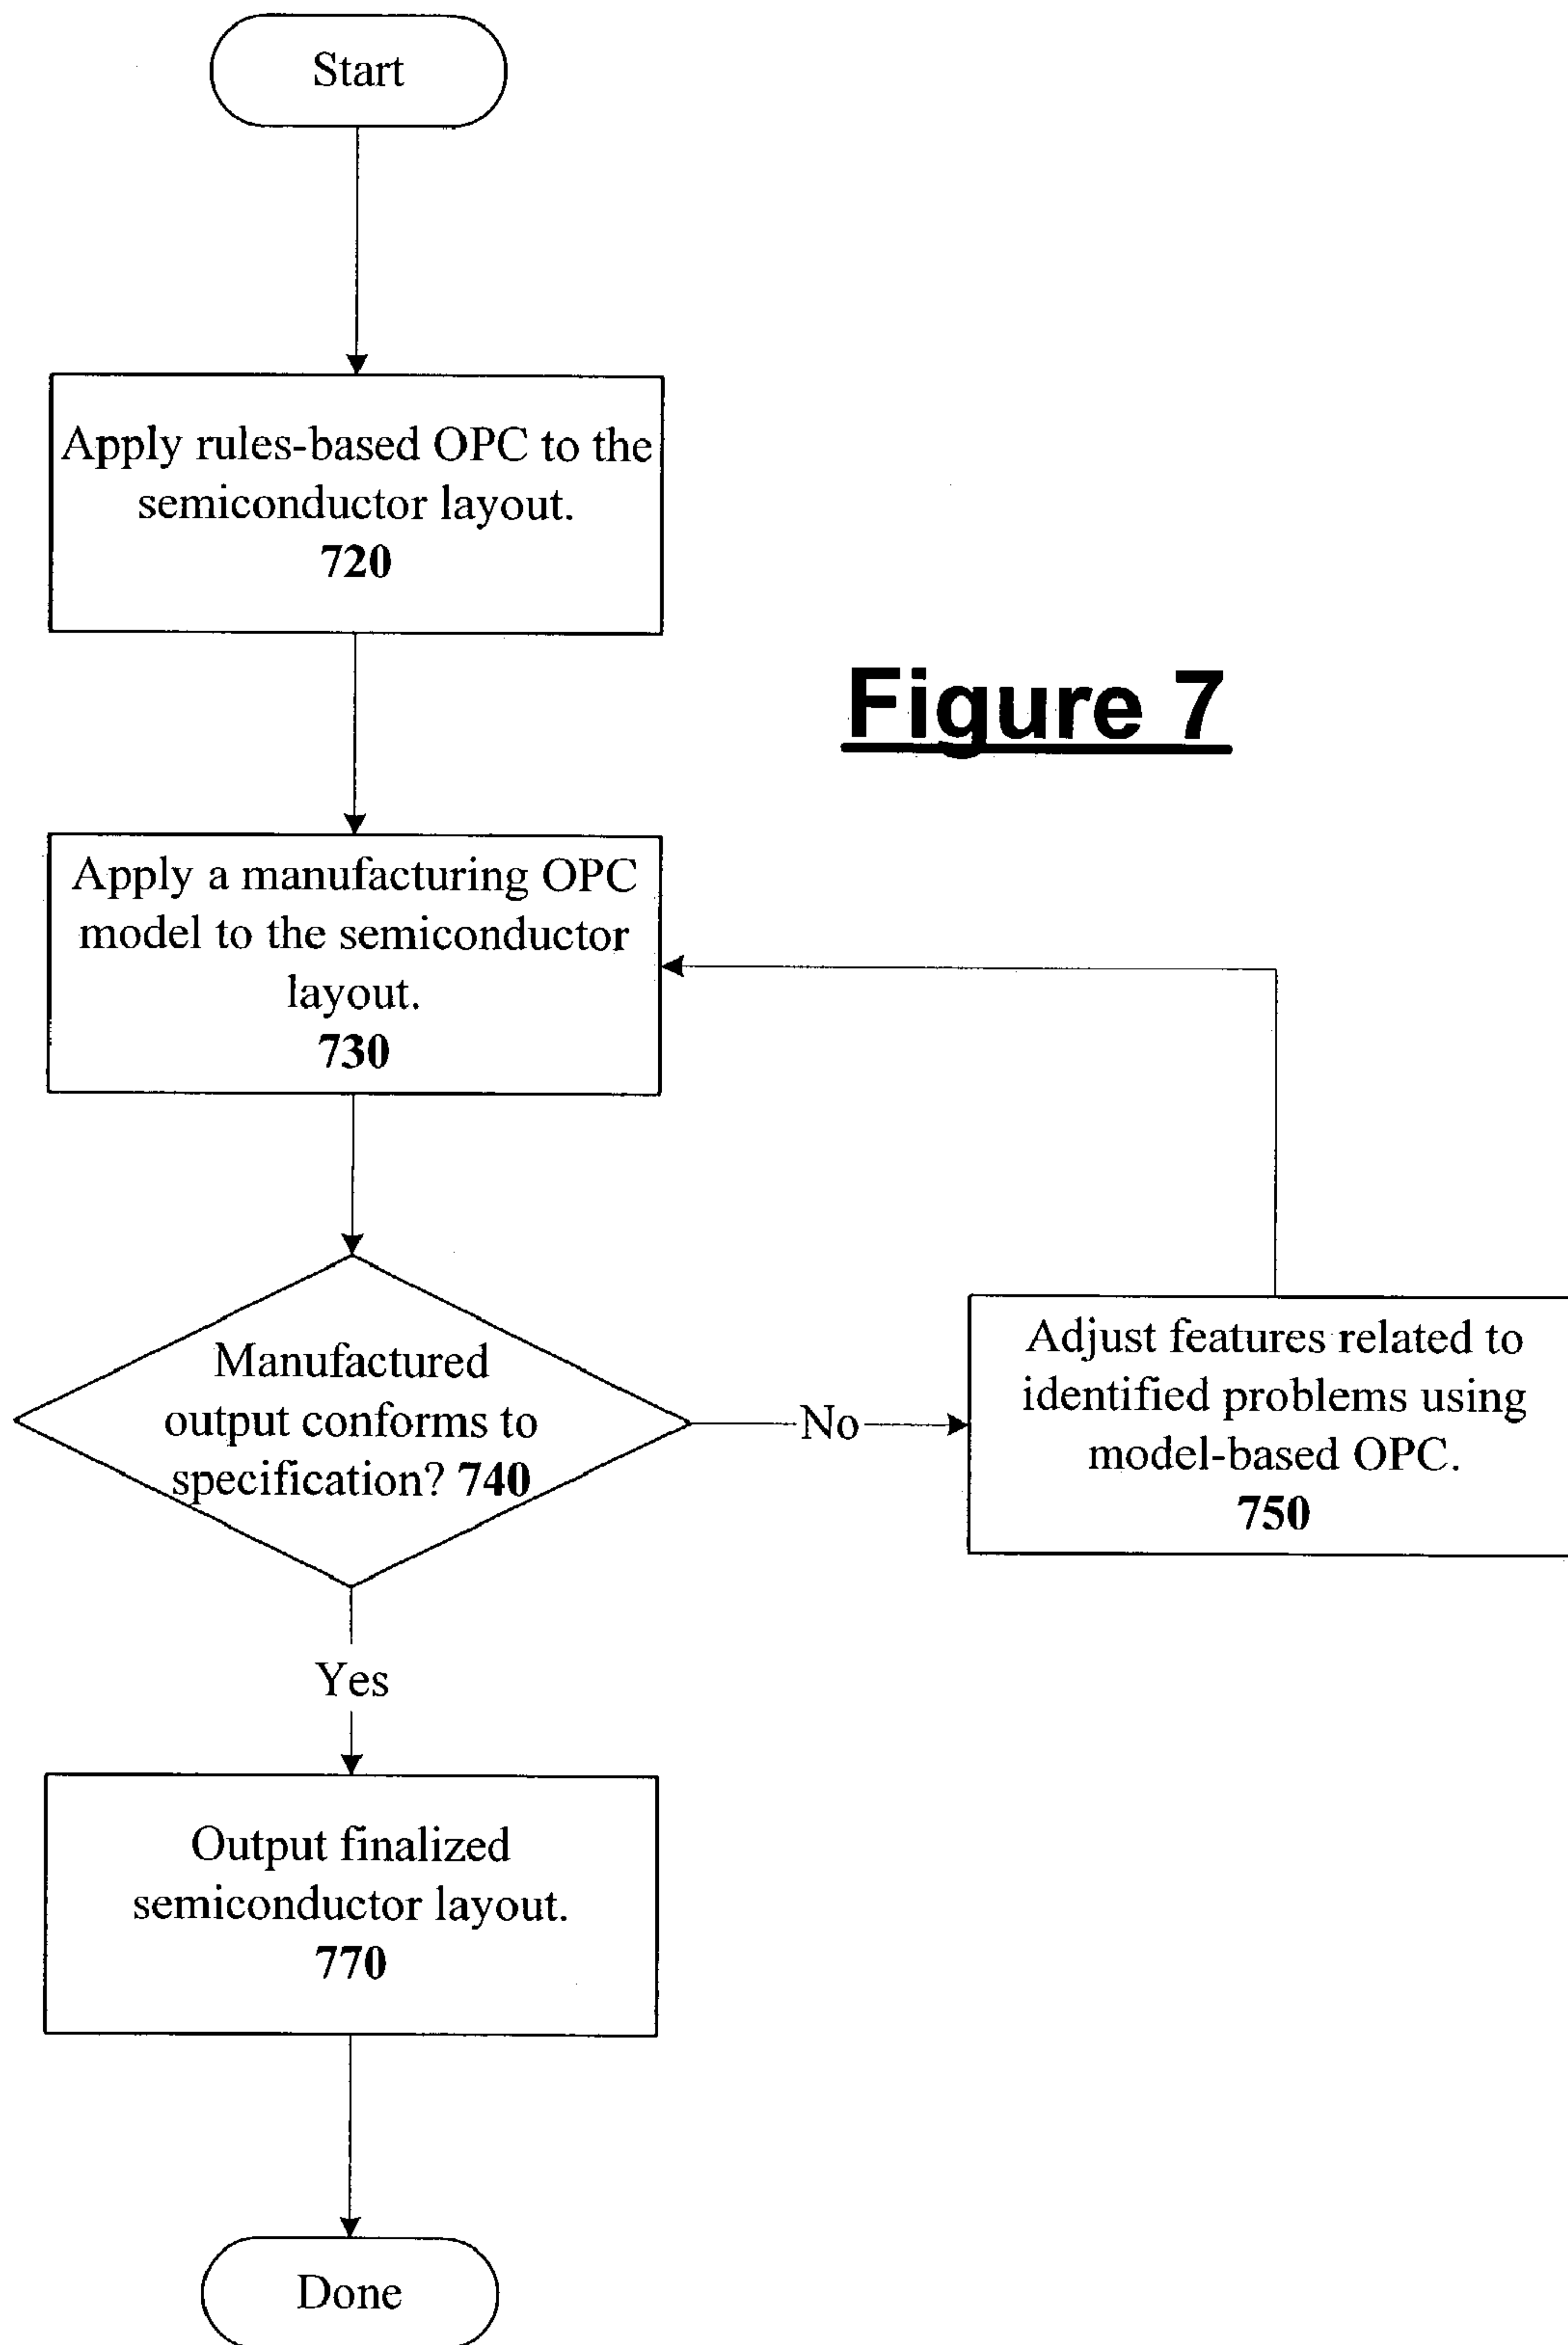 Start
Apply rules-based OPC to the
semiconductor layout.
720
Figure 7
Apply a manufacturing OPC
model to the semiconductor
layout.
730
Manufactured
output conforms to
specification? 740
No
Adjust features related to
identified problems using
model-based OPC.
750
Yes
Output finalized
semiconductor layout.
770
Done